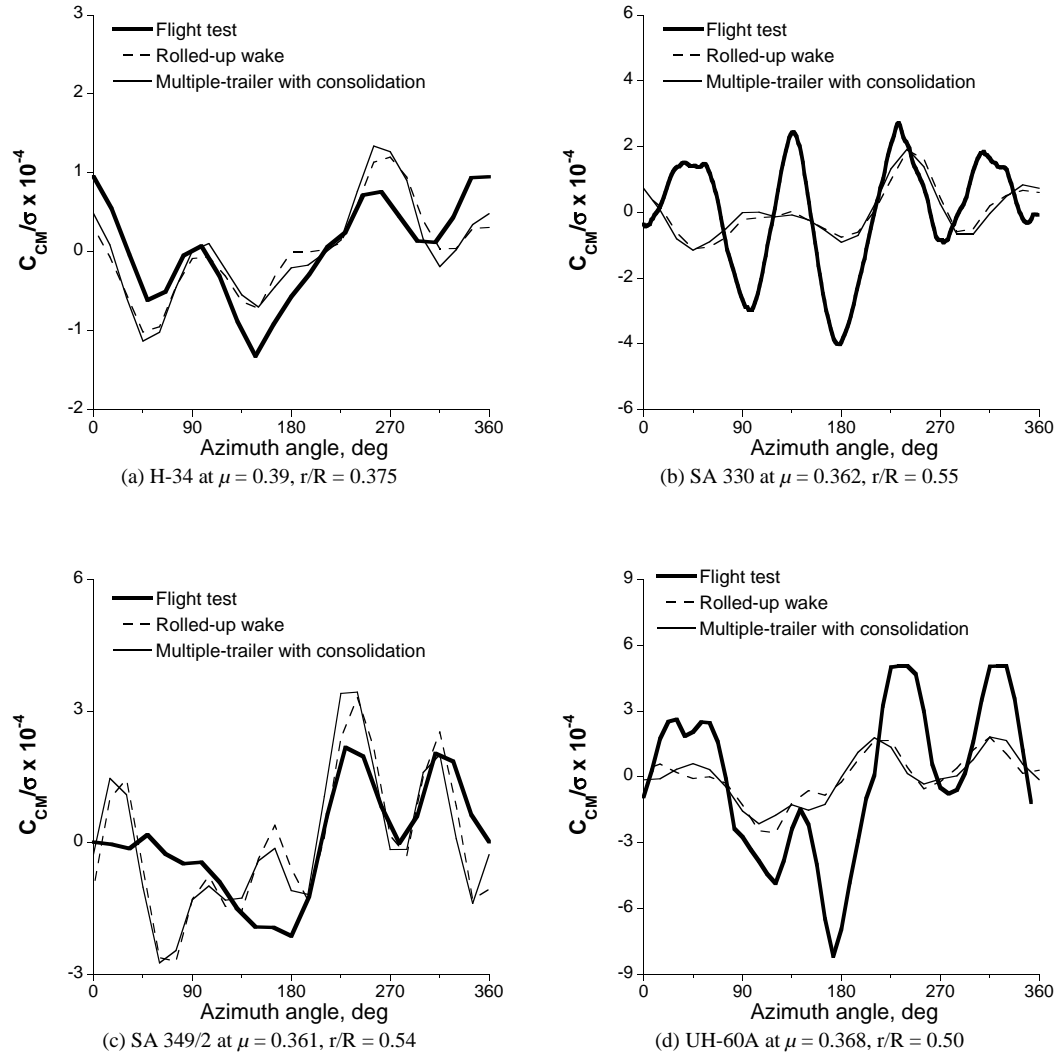 3
2
1
0
-1
-2
C_CM/σ x 10^-4
Flight test
Rolled-up wake
Multiple-trailer with consolidation
0 90 180 270 360
Azimuth angle, deg
(a) H-34 at μ = 0.39, r/R = 0.375
6
4
2
0
-2
-4
-6
C_CM/σ x 10^-4
Flight test
Rolled-up wake
Multiple-trailer with consolidation
0 90 180 270 360
Azimuth angle, deg
(b) SA 330 at μ = 0.362, r/R = 0.55
6
3
0
-3
C_CM/σ x 10^-4
Flight test
Rolled-up wake
Multiple-trailer with consolidation
0 90 180 270 360
Azimuth angle, deg
(c) SA 349/2 at μ = 0.361, r/R = 0.54
9
6
3
0
-3
-6
-9
C_CM/σ x 10^-4
Flight test
Rolled-up wake
Multiple-trailer with consolidation
0 90 180 270 360
Azimuth angle, deg
(d) UH-60A at μ = 0.368, r/R = 0.50